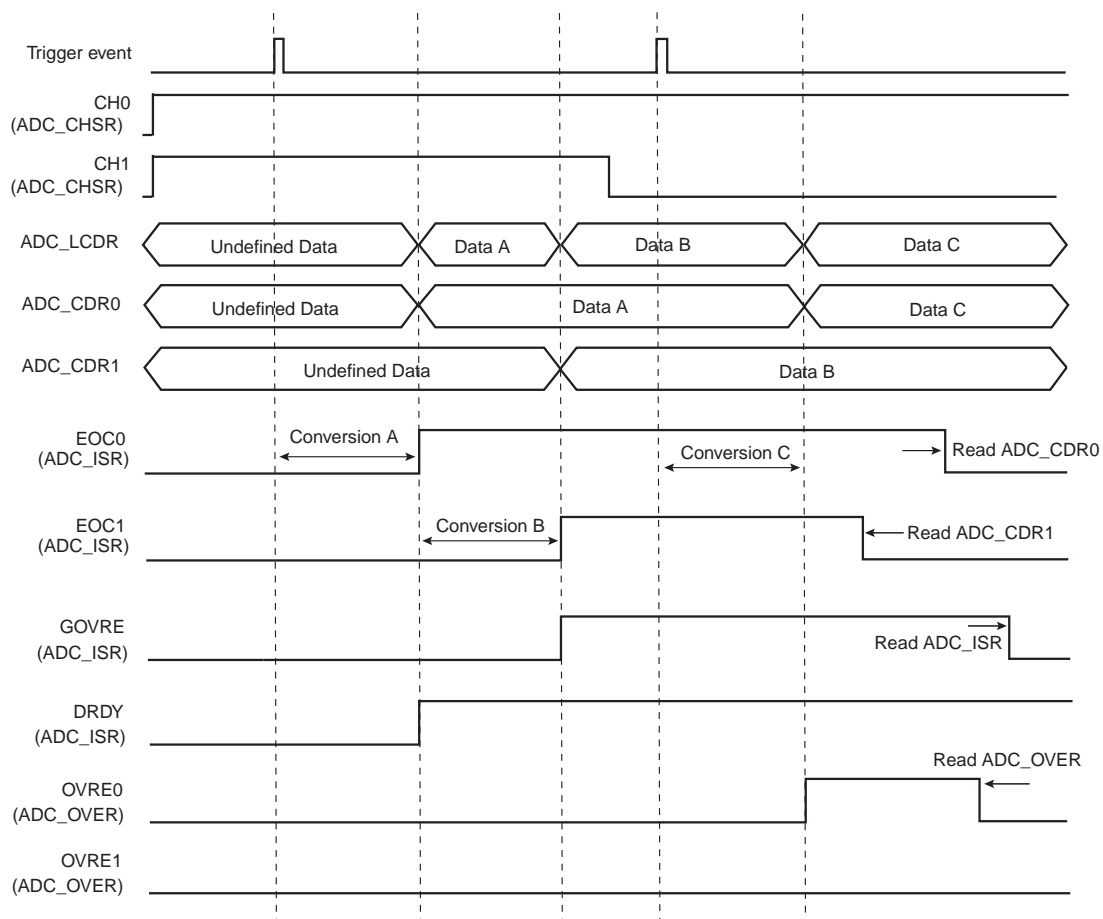 Trigger event
CH0
(ADC_CHSR)
CH1
(ADC_CHSR)
ADC_LCDR
Undefined Data
Data A
Data B
Data C
ADC_CDR0
Undefined Data
Data A
Data C
ADC_CDR1
Undefined Data
Data B
EOC0
(ADC_ISR)
Conversion A
Conversion C
Read ADC_CDR0
EOC1
(ADC_ISR)
Conversion B
Read ADC_CDR1
GOVRE
(ADC_ISR)
Read ADC_ISR
DRDY
(ADC_ISR)
Read ADC_OVER
OVRE0
(ADC_OVER)
OVRE1
(ADC_OVER)